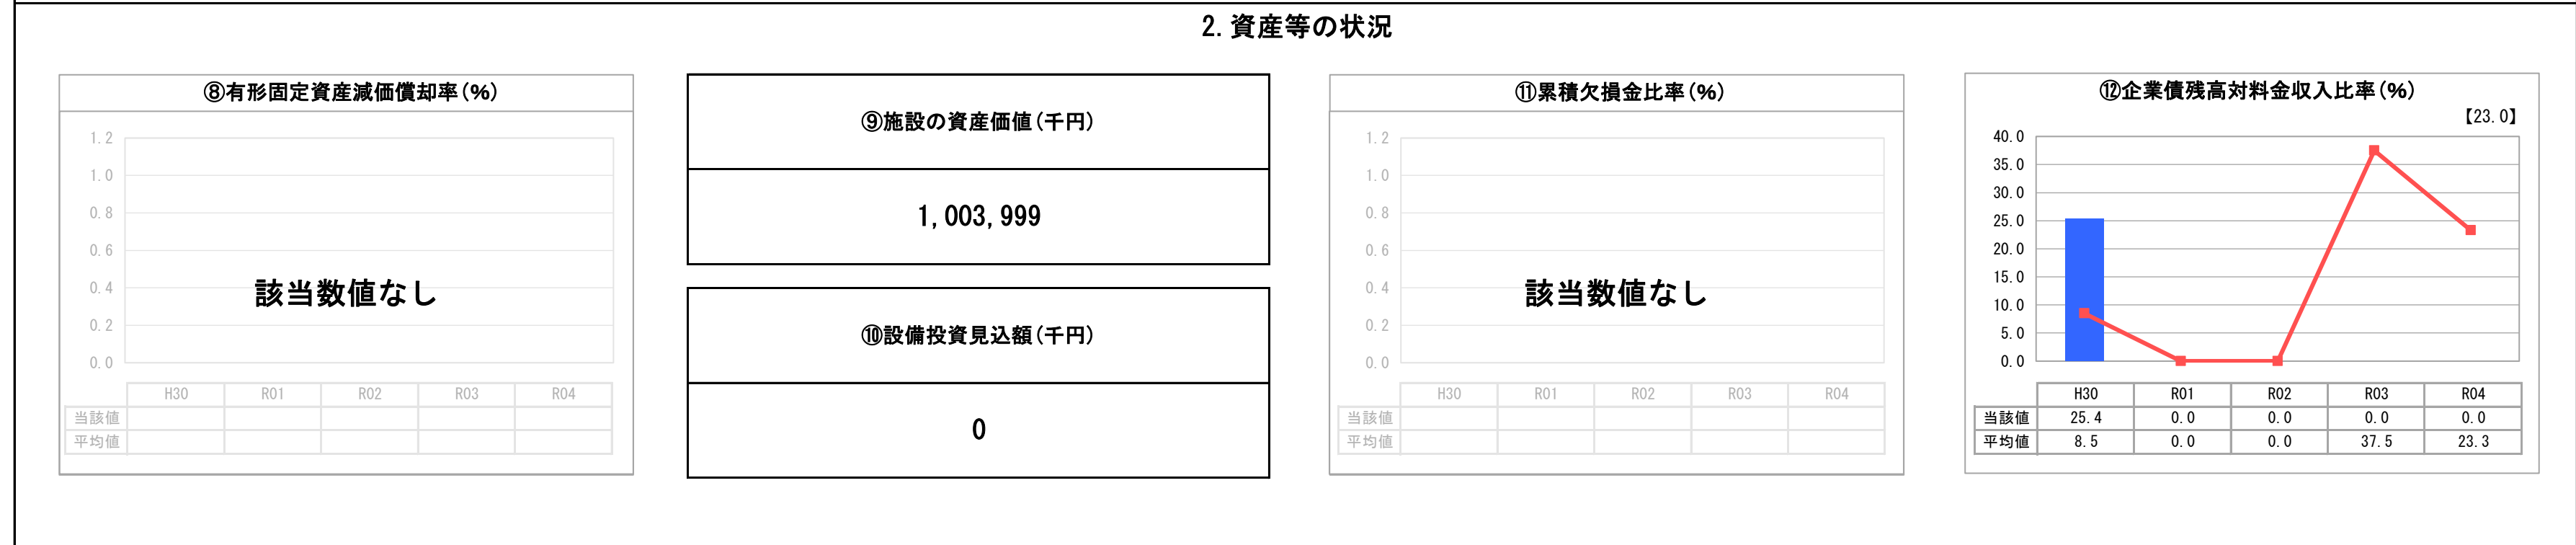 2.資産等の状況
⑧有形固定資産減価償却率(%)
1.2
1.0
0.8
0.6
0.4
0.2
0.0
該当数値なし
H30 R01 R02 R03 R04
当該値
平均値
⑨施設の資産価値(千円)
1,003,999
⑩設備投資見込額(千円)
0
⑪累積欠損金比率(%)
1.2
1.0
0.8
0.6
0.4
0.2
0.0
該当数値なし
H30 R01 R02 R03 R04
当該値
平均値
⑫企業債残高対料金収入比率(%)
【23.0】
40.0
35.0
30.0
25.0
20.0
15.0
10.0
5.0
0.0
H30 R01 R02 R03 R04
当該値 25.4 0.0 0.0 0.0 0.0
平均値 8.5 0.0 0.0 37.5 23.3